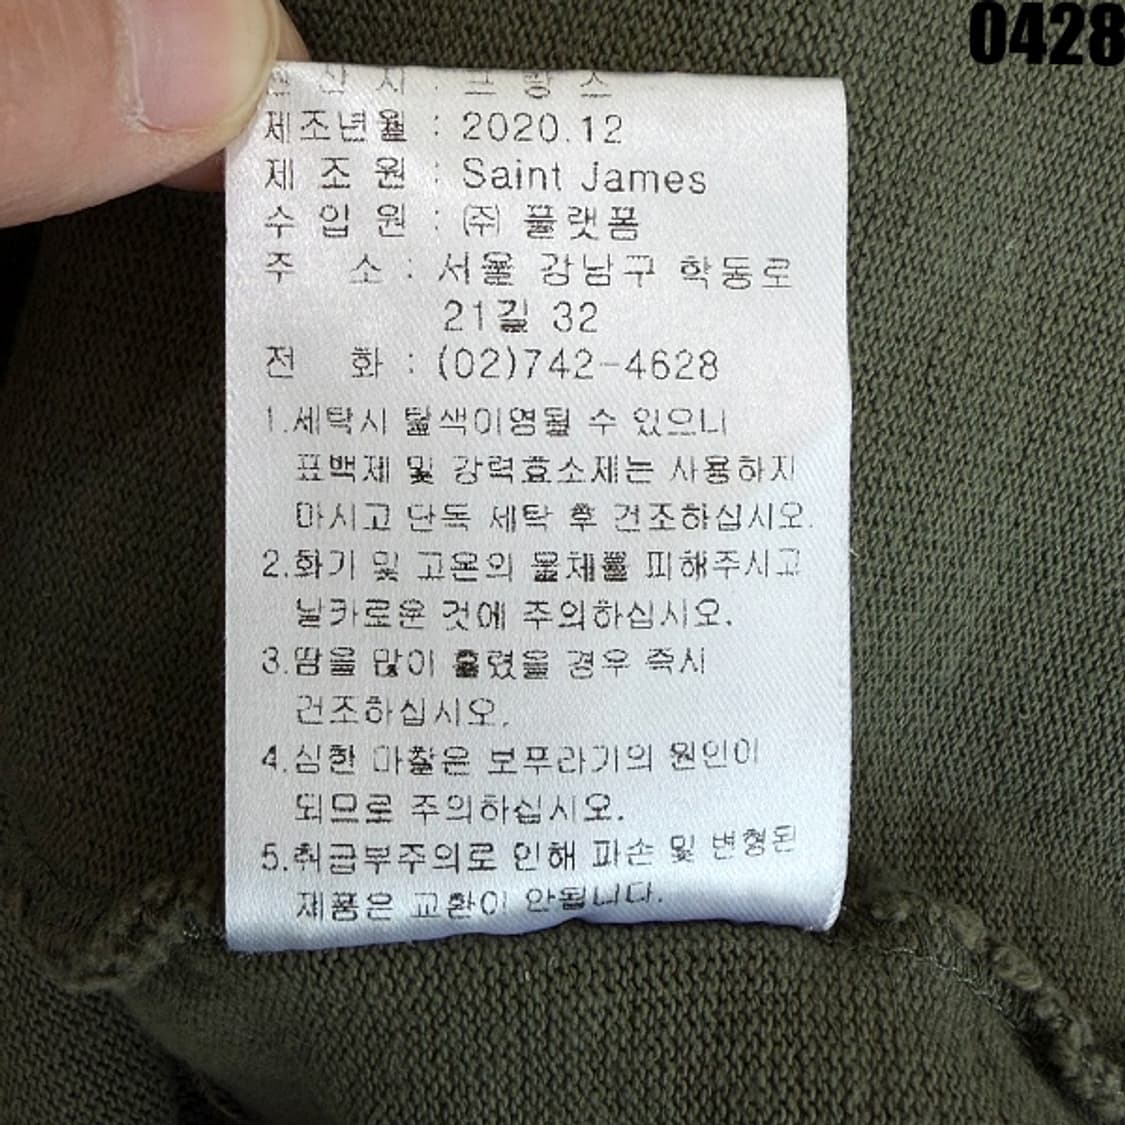 0428
생산지 : 프랑스
제조년월 : 2020.12
제 조 원 : Saint James
수 입 원 : ㈜ 플랫폼
주 소 : 서울 강남구 학동로
21길 32
전 화 : (02)742-4628
1.세탁시 탈색이염될 수 있으니
표백제 및 강력효소제는 사용하지
마시고 단독 세탁 후 건조하십시오.
2.화기 및 고온의 물체를 피해주시고
날카로운 것에 주의하십시오.
3.땀을 많이 흘렸을 경우 즉시
건조하십시오.
4.심한 마찰은 보푸라기의 원인이
되므로 주의하십시오.
5.취급부주의로 인해 파손 및 변형된
제품은 교환이 안됩니다.